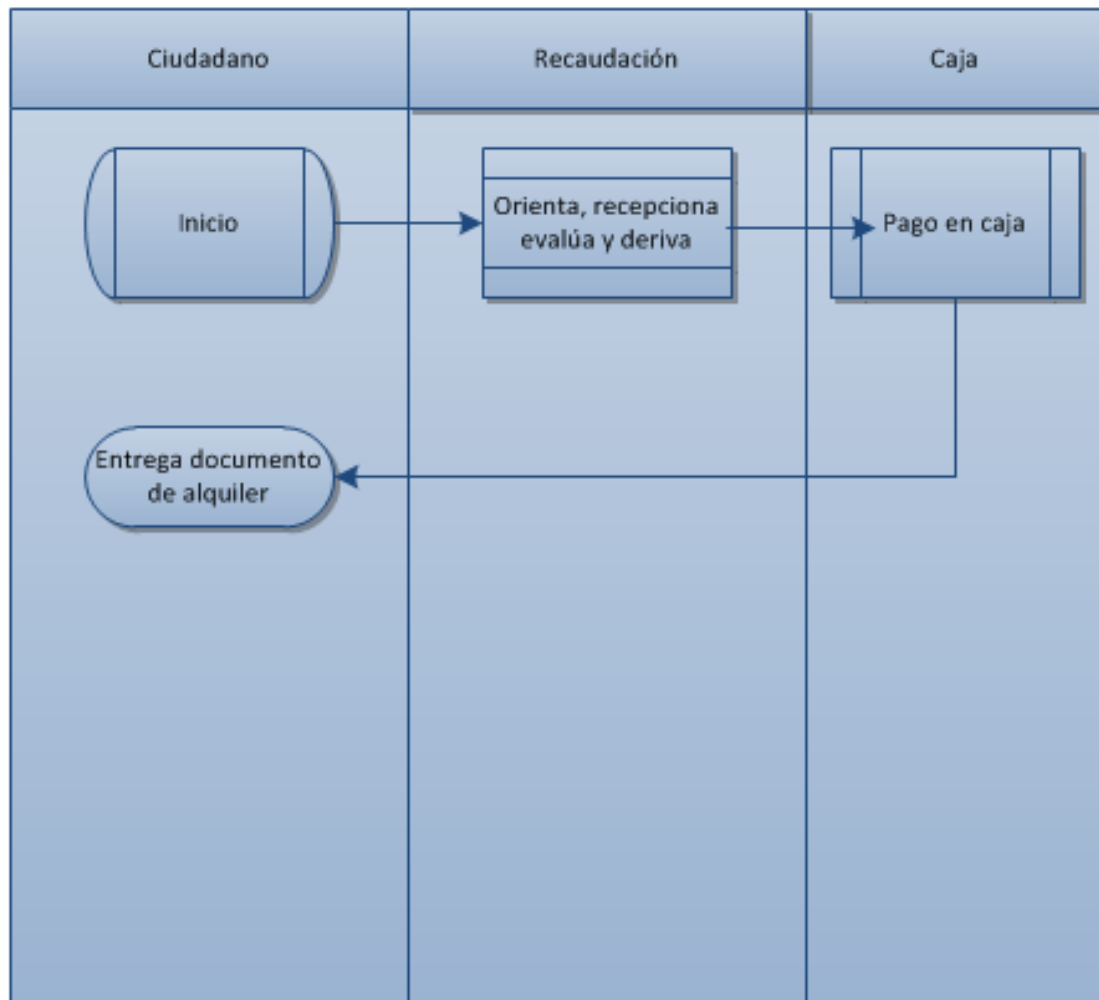 Ciudadano
Recaudación
Caja
Inicio
Orienta, recepciona
evalúa y deriva
Pago en caja
Entrega documento
de alquiler